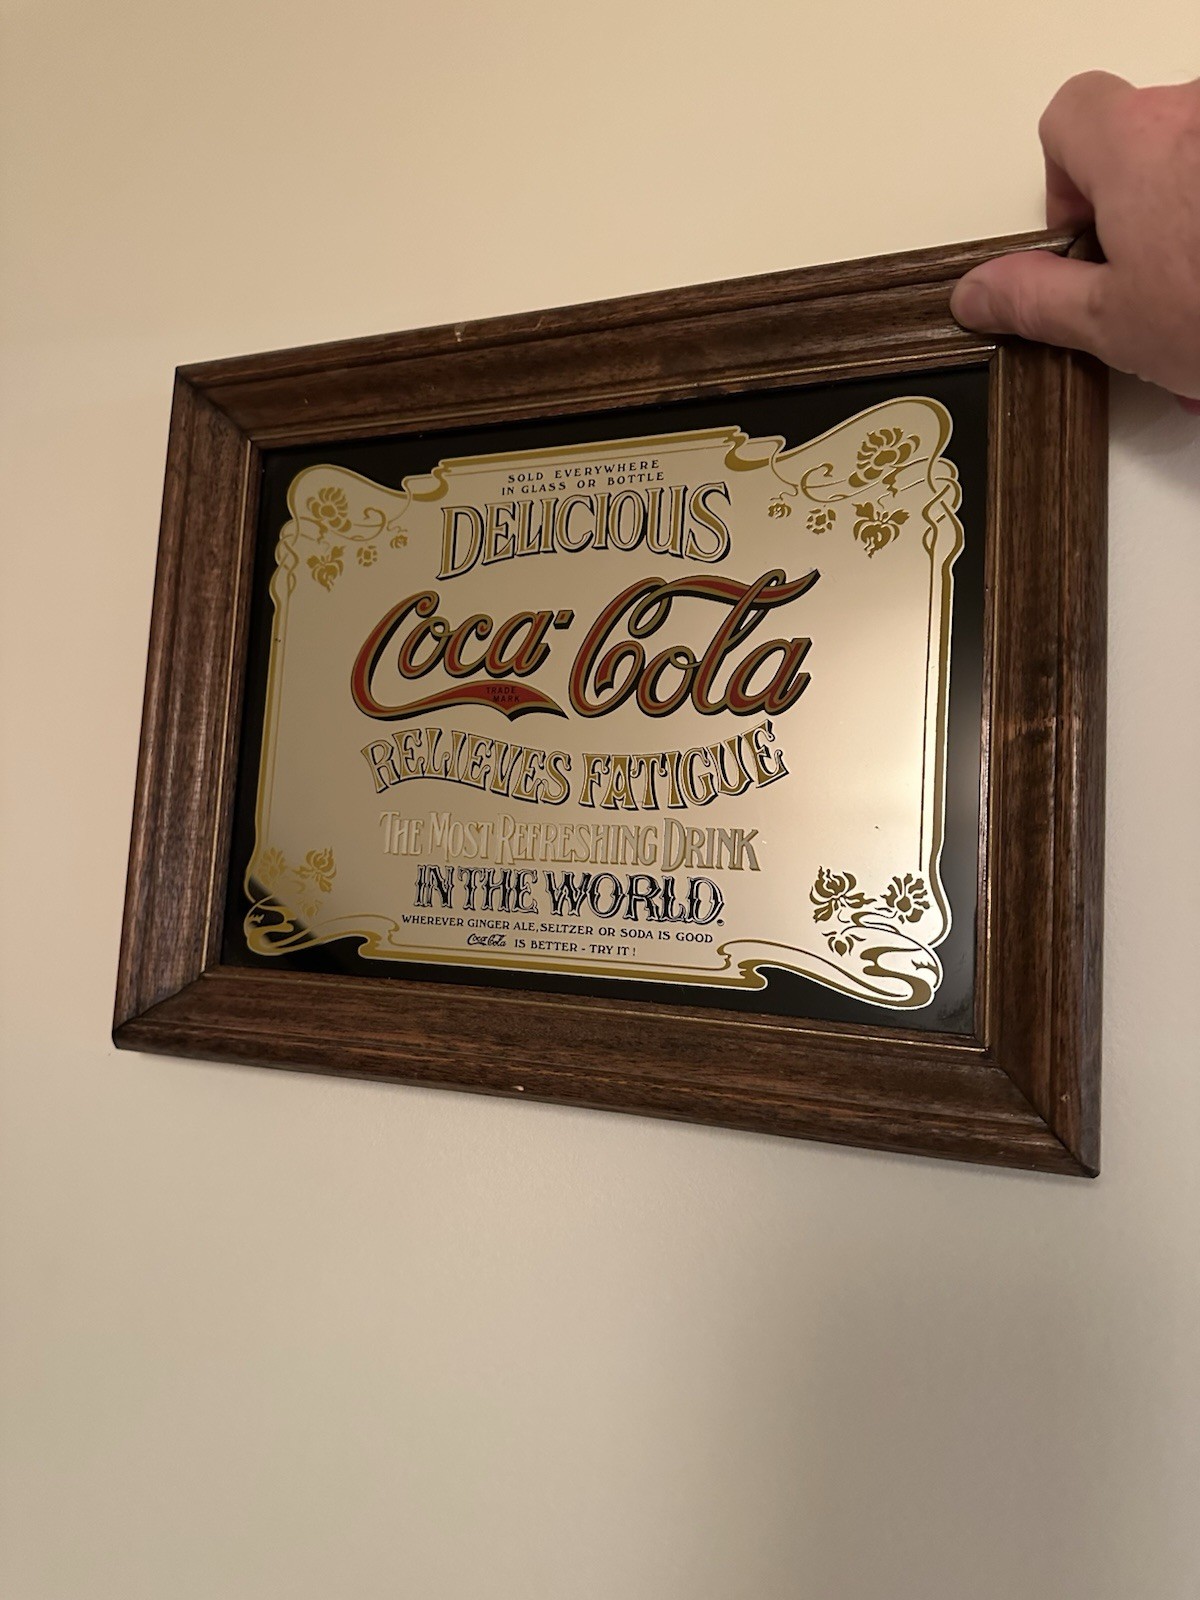 SOLD EVERYWHERE
IN GLASS OR BOTTLE
DELICIOUS
Coca-Cola
TRADE
MARK
RELIEVES FATIGUE
THE MOST REFRESHING DRINK
IN THE WORLD.
WHEREVER GINGER ALE, SELTZER OR SODA IS GOOD
Coca-Cola IS BETTER - TRY IT!